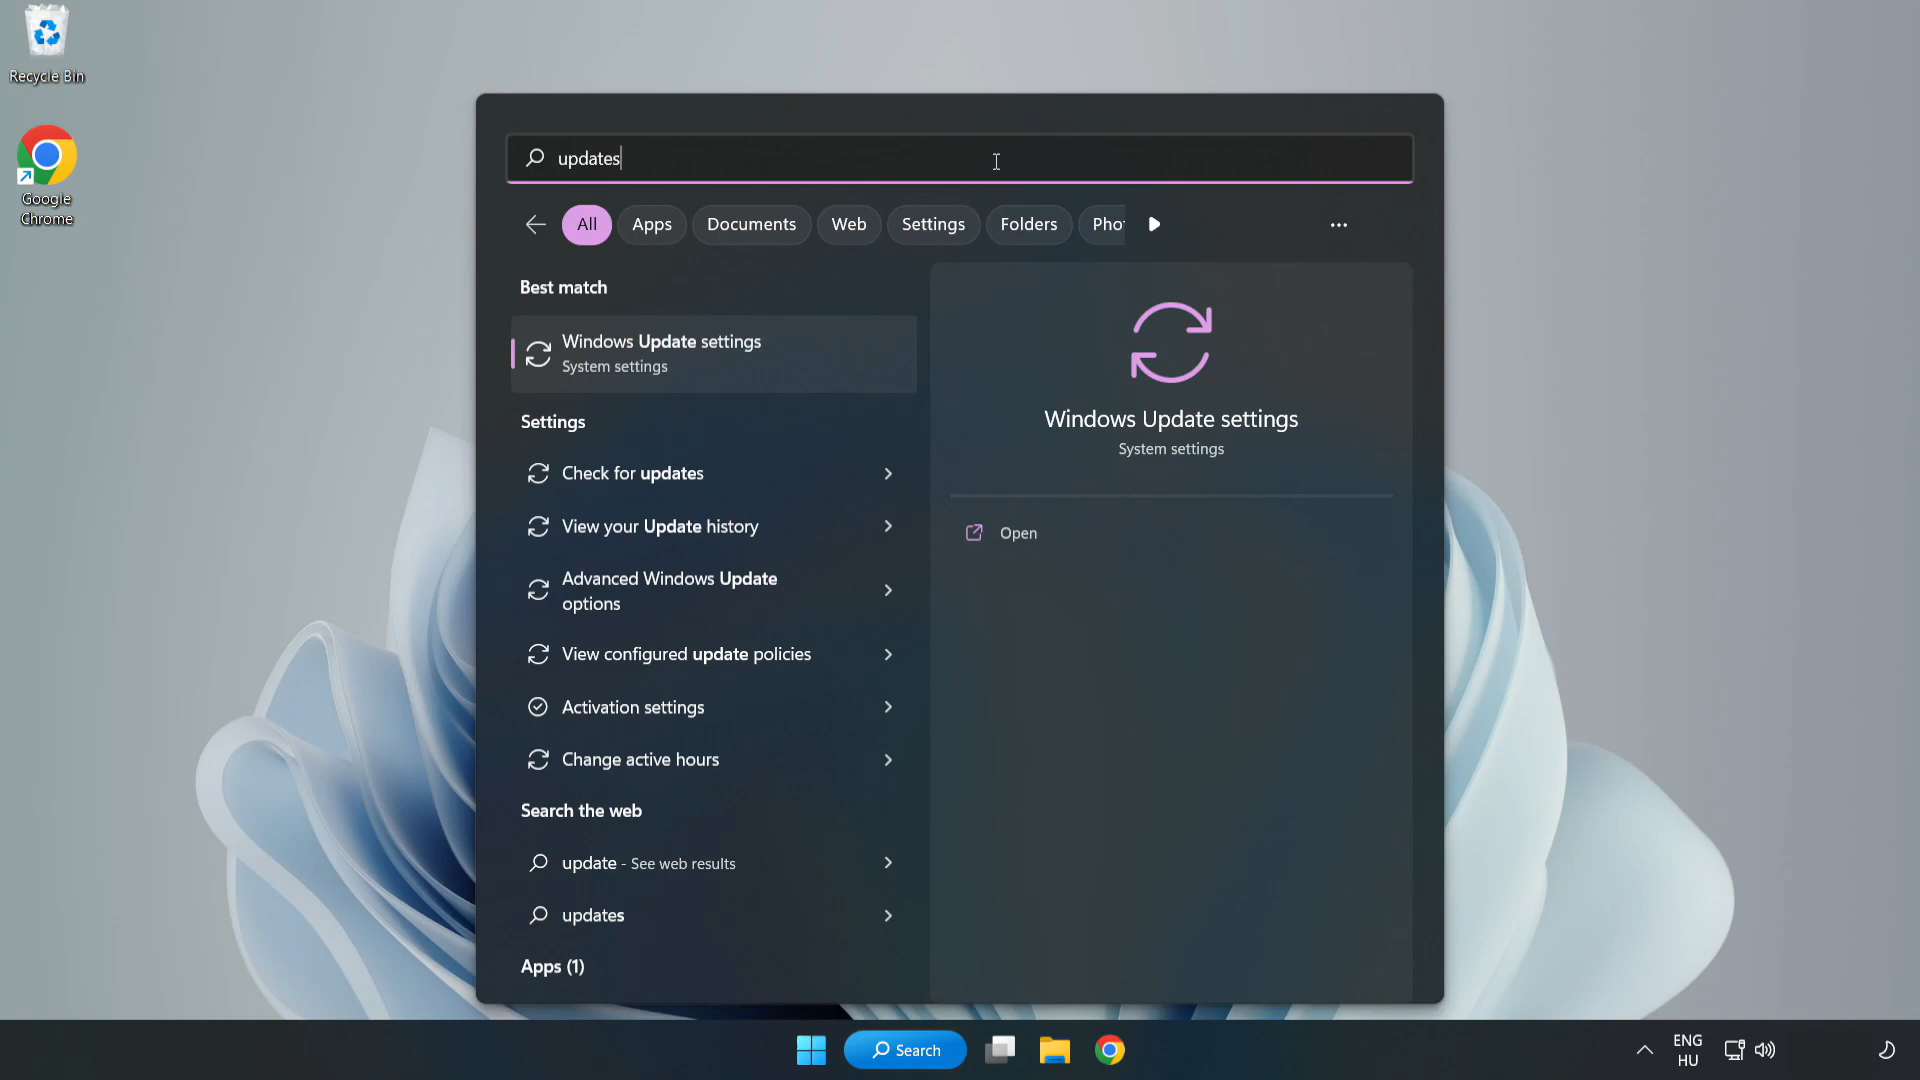 Recycle Bin
Google
Chrome
updates
All Apps Documents Web Settings Folders Pho
Best match
Windows Update settings
System settings
Settings
Check for updates
View your Update history
Advanced Windows Update
options
View configured update policies
Activation settings
Change active hours
Search the web
update - See web results
updates
Apps (1)
Windows Update settings
System settings
Open
Search
ENG
HU